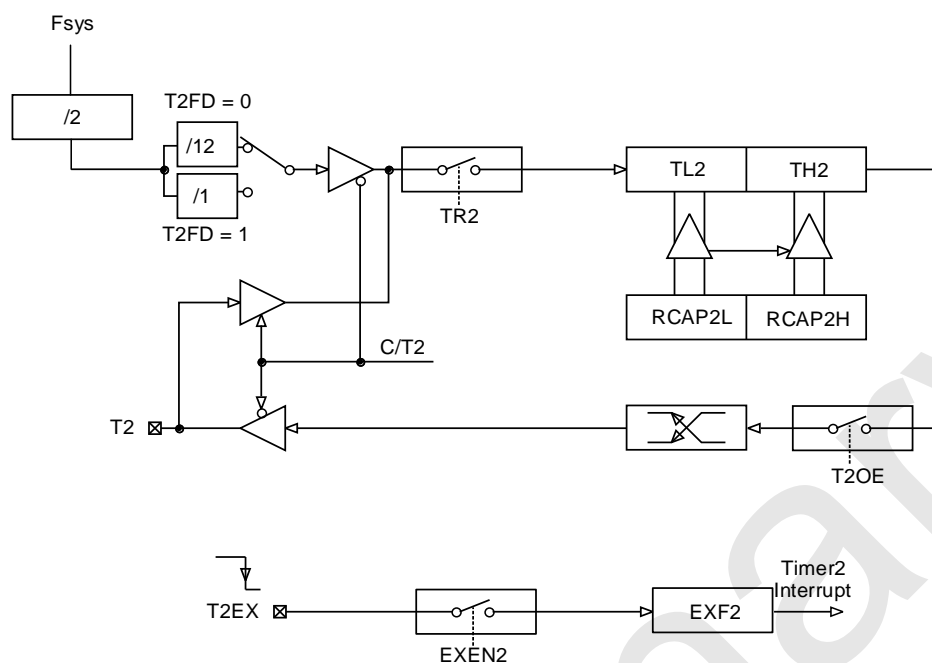 Fsys
/2
T2FD = 0
/12
/1
T2FD = 1
TR2
TL2
TH2
RCAP2L
RCAP2H
C/T2
T2
T2OE
T2EX
EXEN2
EXF2
Timer2
Interrupt